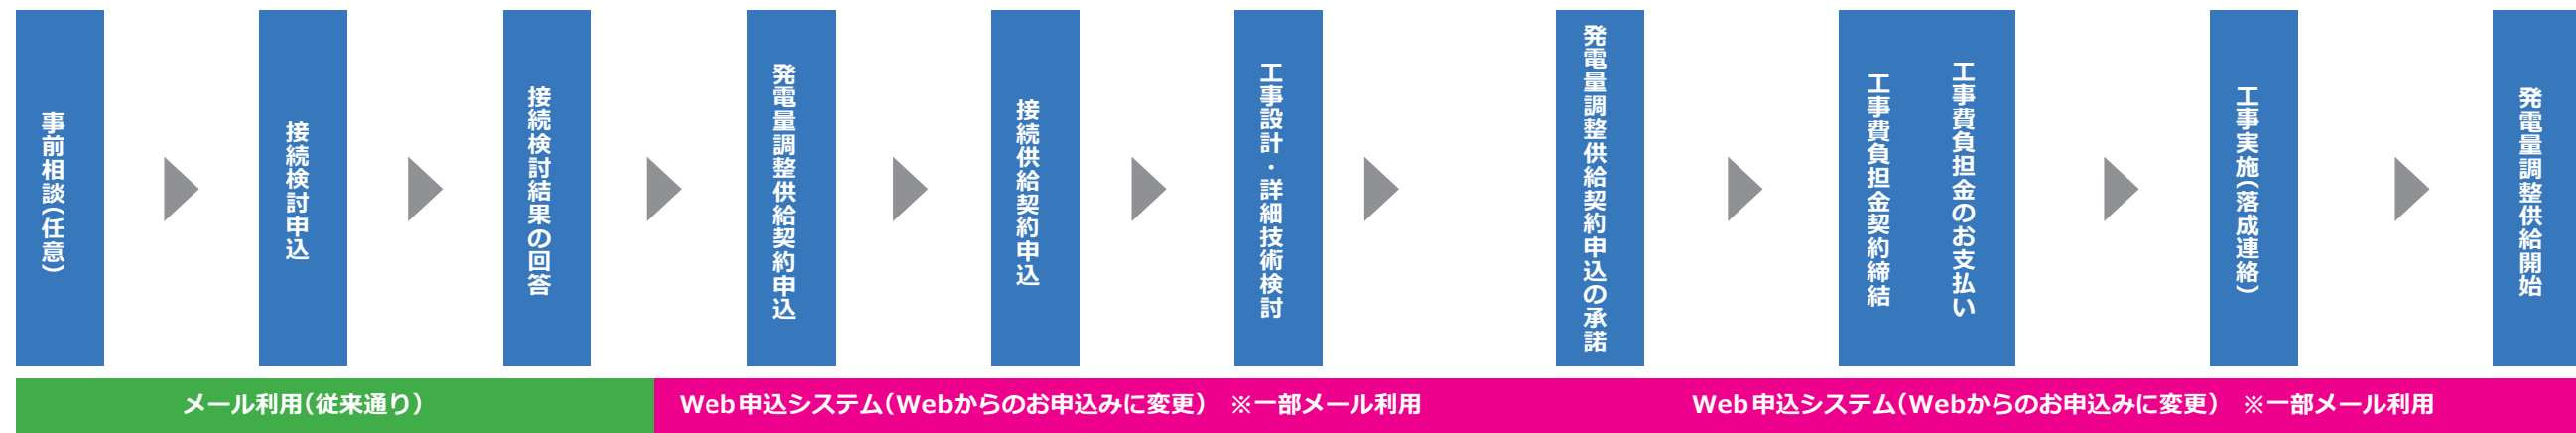 事前相談(任意)
接続検討申込
接続検討結果の回答
発電量調整供給契約申込
接続供給契約申込
工事設計・詳細技術検討
発電量調整供給契約申込の承諾
工事費負担金のお支払い
工事費負担金契約締結
工事実施(落成連絡)
発電量調整供給開始
メール利用(従来通り)
Web申込システム(Webからのお申込みに変更) ※一部メール利用
Web申込システム(Webからのお申込みに変更) ※一部メール利用